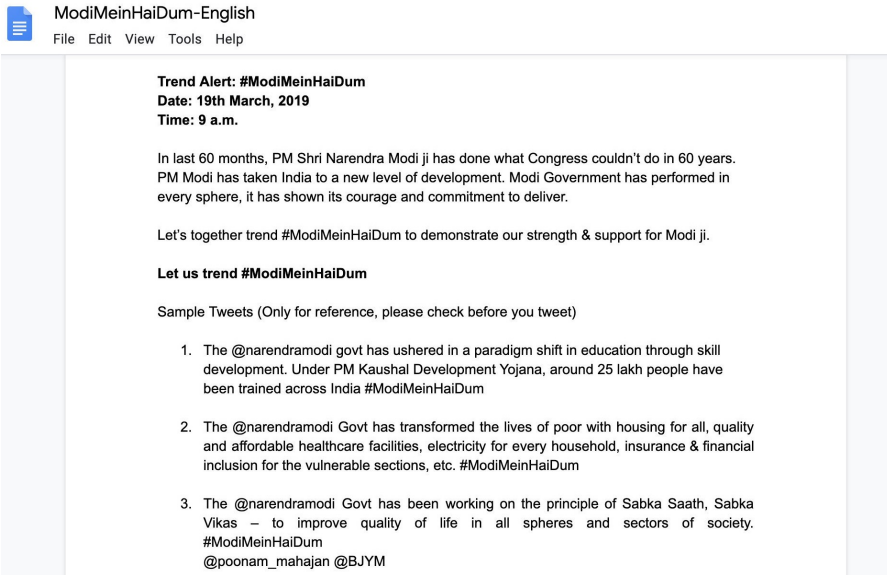 ModiMeinHaiDum-English
File Edit View Tools Help
Trend Alert: #ModiMeinHaiDum
Date: 19th March, 2019
Time: 9 a.m.
In last 60 months, PM Shri Narendra Modi ji has done what Congress couldn't do in 60 years.
PM Modi has taken India to a new level of development. Modi Government has performed in
every sphere, it has shown its courage and commitment to deliver.
Let's together trend #ModiMeinHaiDum to demonstrate our strength & support for Modi ji.
Let us trend #ModiMeinHaiDum
Sample Tweets (Only for reference, please check before you tweet)
1. The @narendramodi govt has ushered in a paradigm shift in education through skill
development. Under PM Kaushal Development Yojana, around 25 lakh people have
been trained across India #ModiMeinHaiDum
2. The @narendramodi Govt has transformed the lives of poor with housing for all, quality
and affordable healthcare facilities, electricity for every household, insurance & financial
inclusion for the vulnerable sections, etc. #ModiMeinHaiDum
3. The @narendramodi Govt has been working on the principle of Sabka Saath, Sabka
Vikas – to improve quality of life in all spheres and sectors of society.
#ModiMeinHaiDum
@poonam_mahajan @BJYM